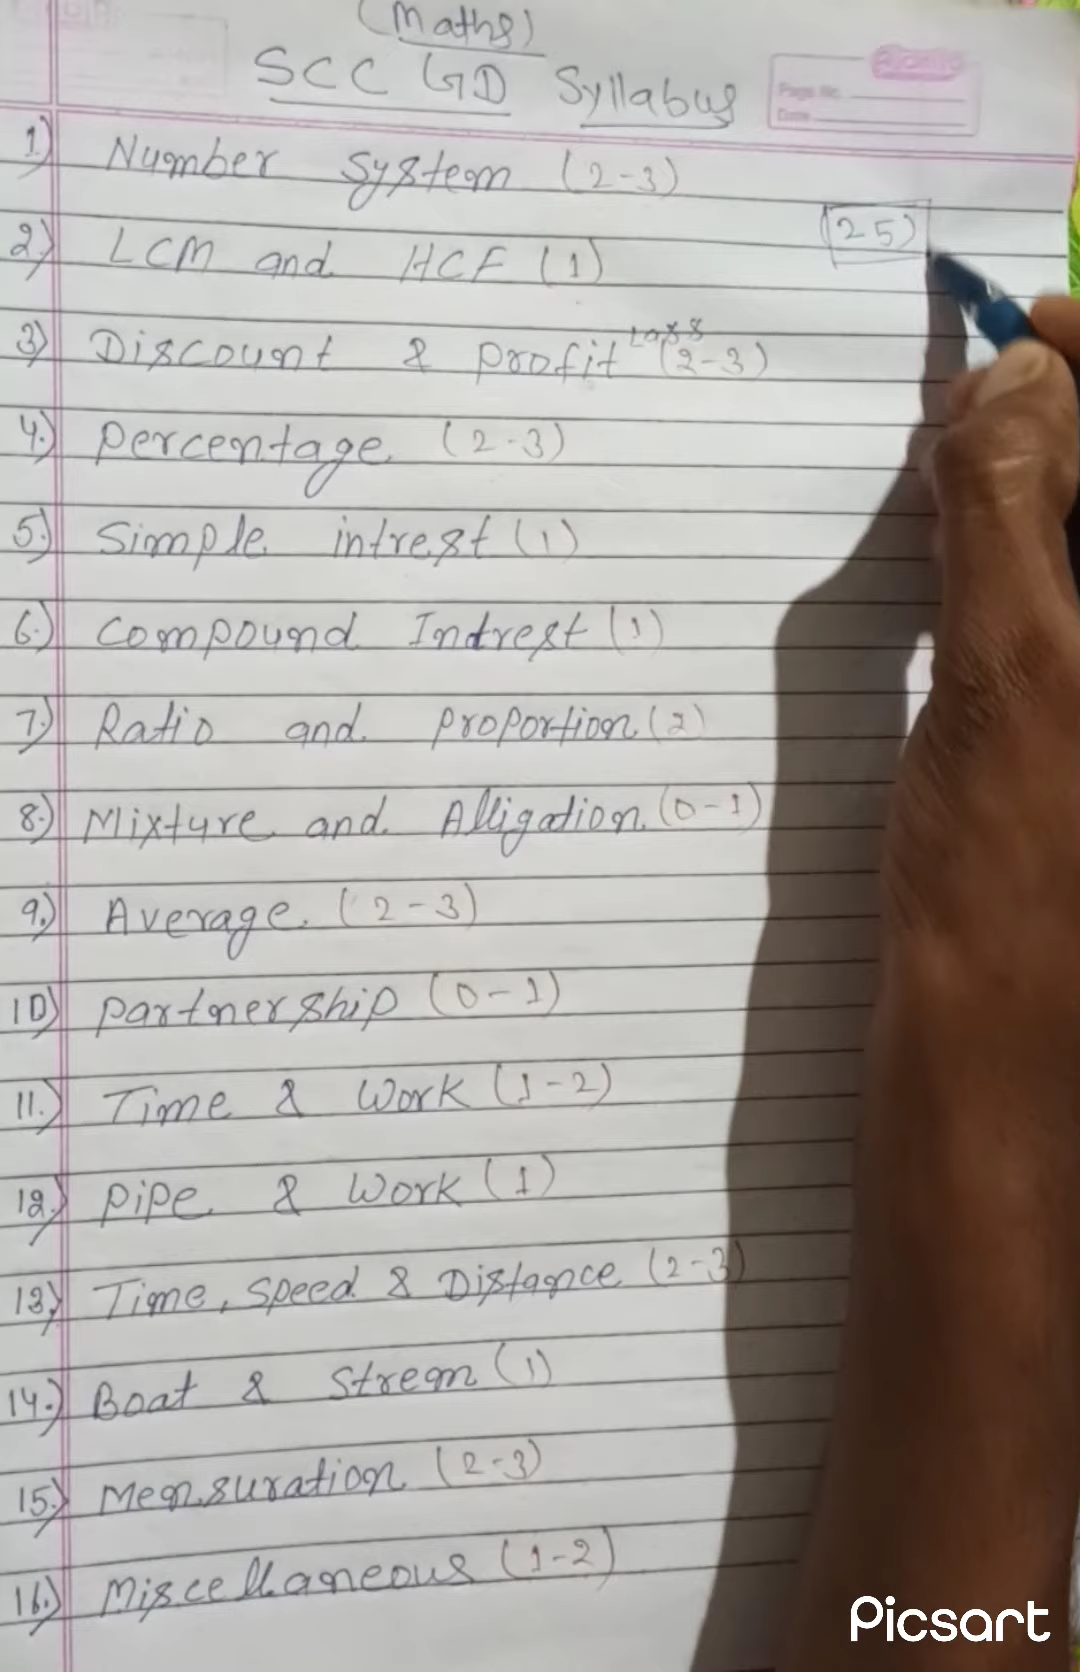 (Maths)
SCC GD Syllabus
Page No.
Date
1) Number System (2-3)
(25)
2) LCM and HCF (1)
3) Discount & Profit Loss (2-3)
4.) Percentage (2-3)
5.) Simple intrest (1)
6.) Compound Intrest (1)
7.) Ratio and Proportion (2)
8.) Mixture and Alligation. (0-1)
9.) Average. (2-3)
10) Partnership (0-1)
11.) Time & Work (1-2)
12.) Pipe & Work (1)
13) Time, Speed & Distance (2-3)
14.) Boat & Stream (1)
15.) Mensuration (2-3)
16.) Miscellaneous (1-2)
Picsart